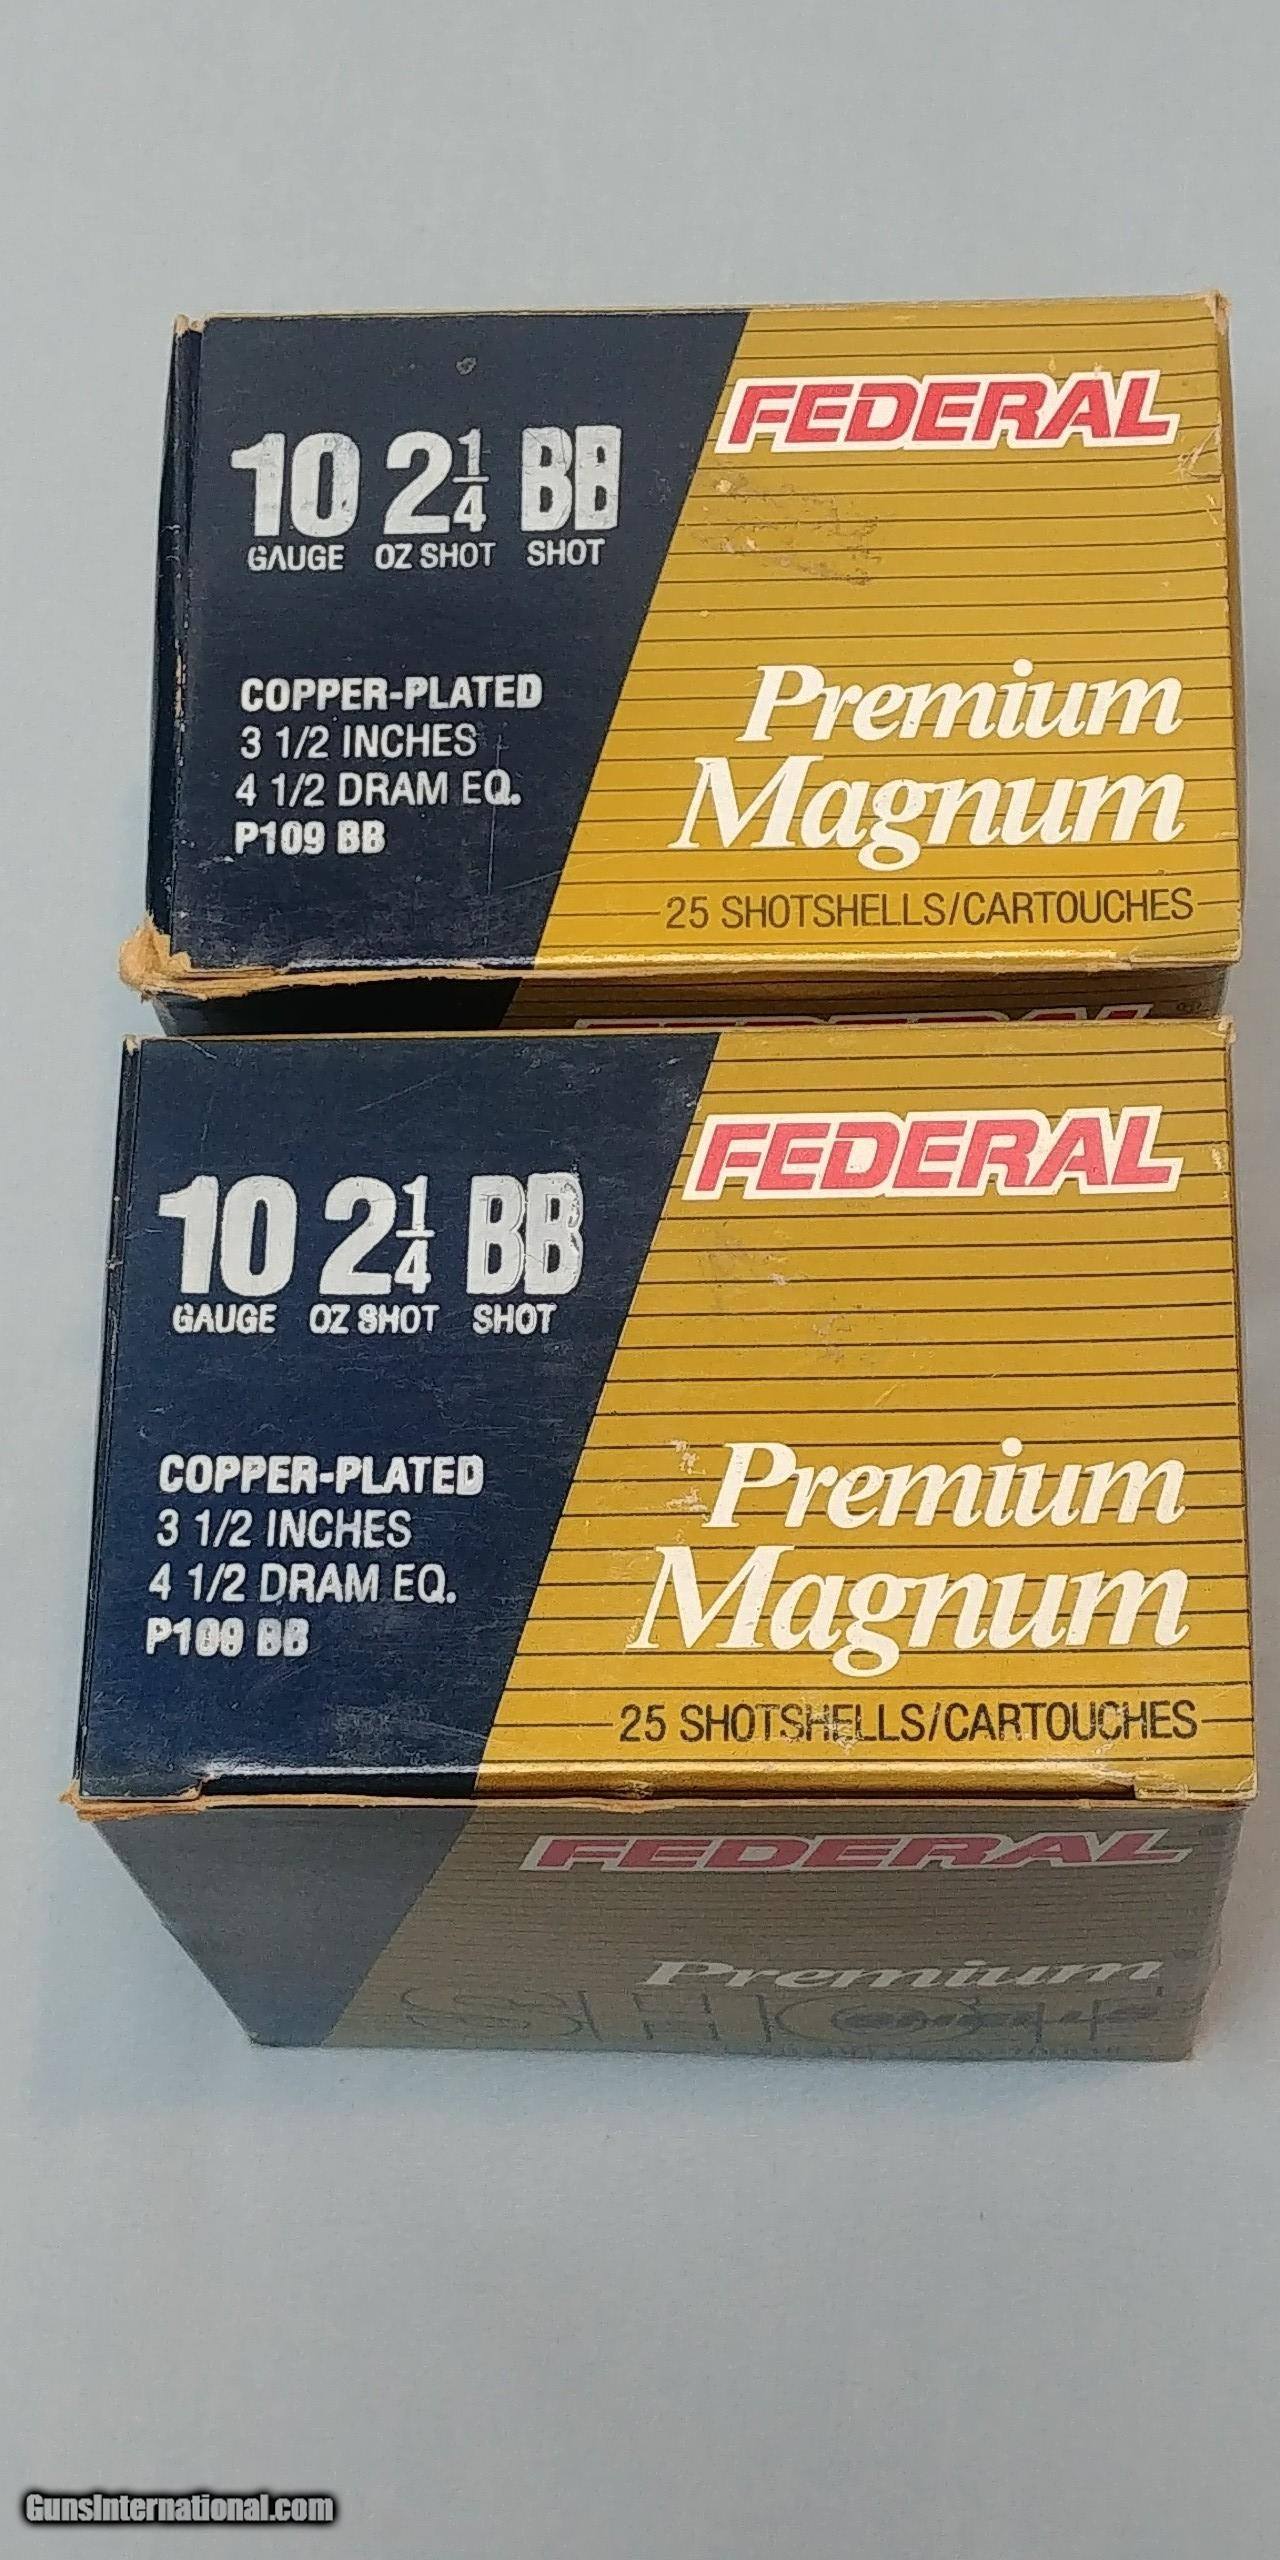 10 2 1/4 BB
GAUGE OZ SHOT SHOT
COPPER-PLATED
3 1/2 INCHES
4 1/2 DRAM EQ.
P109 BB
FEDERAL
Premium
Magnum
25 SHOTSHELLS/CARTOUCHES
FEDERAL
10 2 1/4 BB
GAUGE OZ SHOT SHOT
COPPER-PLATED
3 1/2 INCHES
4 1/2 DRAM EQ.
P109 BB
FEDERAL
Premium
Magnum
25 SHOTSHELLS/CARTOUCHES
FEDERAL
Premium
GunsInternational.com